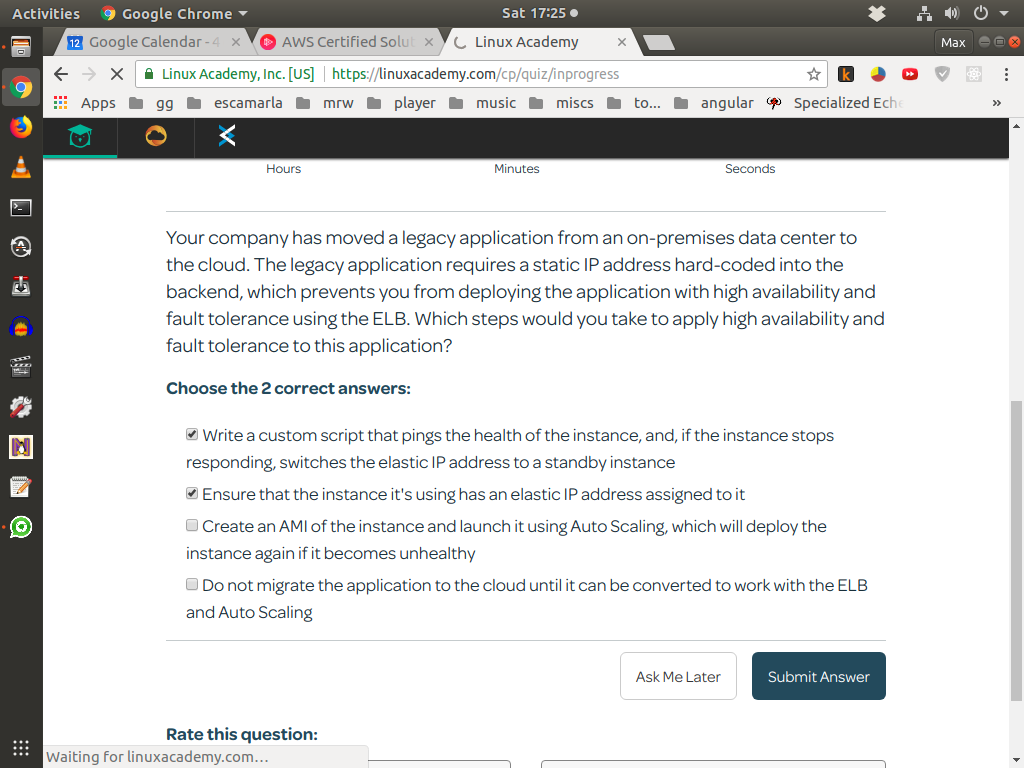 Activities
Google Chrome
Sat 17:25
Google Calendar - 4
AWS Certified Solut
Linux Academy
Max
Linux Academy, Inc. [US]
https://linuxacademy.com/cp/quiz/inprogress
Apps
gg
escamarla
mrw
player
music
miscs
to...
angular
Specialized Eche
»
Hours
Minutes
Seconds
Your company has moved a legacy application from an on-premises data center to
the cloud. The legacy application requires a static IP address hard-coded into the
backend, which prevents you from deploying the application with high availability and
fault tolerance using the ELB. Which steps would you take to apply high availability and
fault tolerance to this application?
Choose the 2 correct answers:
Write a custom script that pings the health of the instance, and, if the instance stops
responding, switches the elastic IP address to a standby instance
Ensure that the instance it's using has an elastic IP address assigned to it
Create an AMI of the instance and launch it using Auto Scaling, which will deploy the
instance again if it becomes unhealthy
Do not migrate the application to the cloud until it can be converted to work with the ELB
and Auto Scaling
Ask Me Later
Submit Answer
Rate this question:
Waiting for linuxacademy.com...